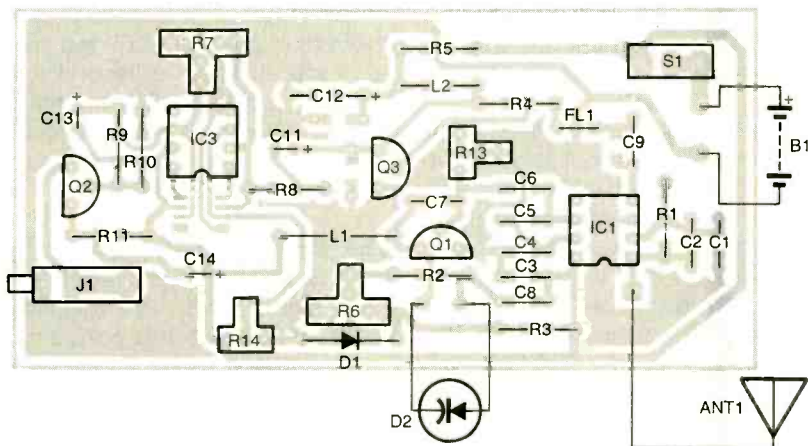 R7
R5
S1
L2
C12
R4
FL1
C13
R9
R10
IC3
C11
R13
C9
B1
Q2
Q3
R8
C6
C7
C5
IC1
R1
R11
L1
Q1
C4
C2
C1
C14
R2
C3
J1
R6
C8
R14
R3
D1
D2
ANT1